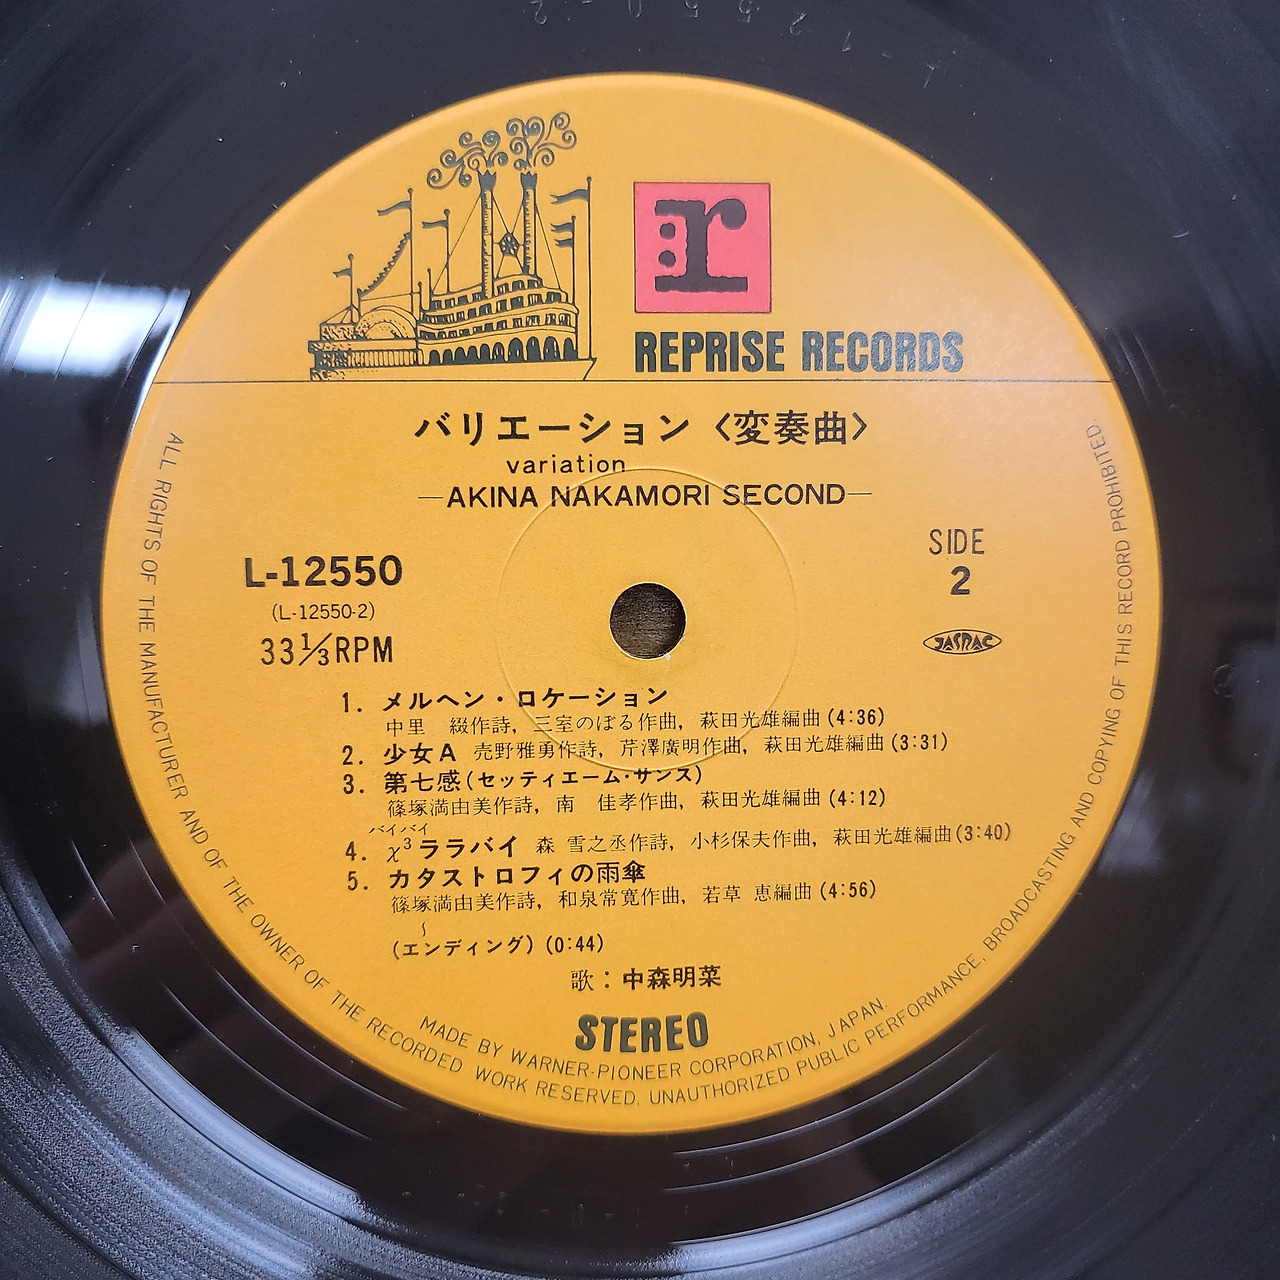 r
REPRISE RECORDS
バリエーション〈変奏曲〉
variation
—AKINA NAKAMORI SECOND—
L-12550
(L-12550-2)
33⅓RPM
SIDE
2
JASRAC
1. メルヘン・ロケーション
中里 綴作詩, 三室のぼる作曲, 萩田光雄編曲(4:36)
2. 少女A 売野雅勇作詩, 芹澤廣明作曲, 萩田光雄編曲(3:31)
3. 第七感(セッティエーム・サンス)
篠塚満由美作詩, 南 佳孝作曲, 萩田光雄編曲(4:12)
バイバイ
4. χ³ララバイ 森 雪之丞作詩, 小杉保夫作曲, 萩田光雄編曲(3:40)
5. カタストロフィの雨傘
篠塚満由美作詩, 和泉常寛作曲, 若草 恵編曲(4:56)
〜
(エンディング)(0:44)
歌:中森明菜
STEREO
MADE BY WARNER-PIONEER CORPORATION, JAPAN.
ALL RIGHTS OF THE MANUFACTURER AND OF THE OWNER OF THE RECORDED WORK RESERVED. UNAUTHORIZED PUBLIC PERFORMANCE, BROADCASTING AND COPYING OF THIS RECORD PROHIBITED.